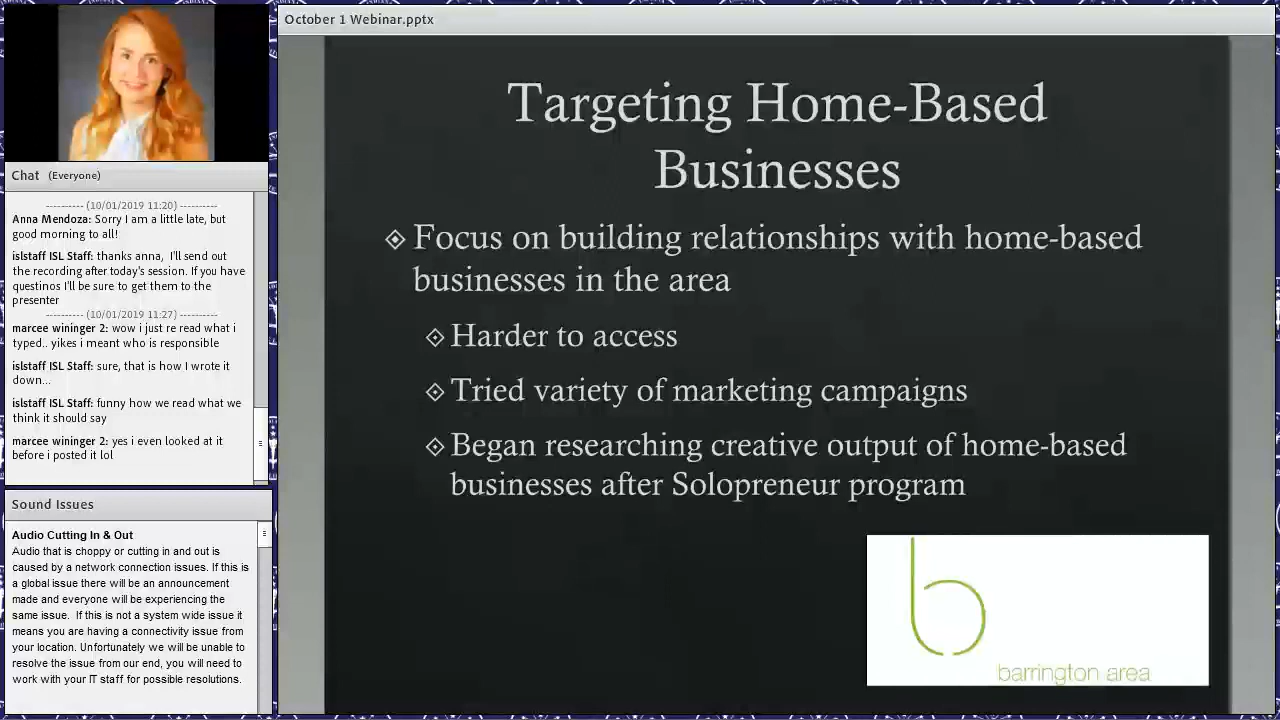 October 1 Webinar.pptx
Chat (Everyone)
---------- (10/01/2019 11:20) ----------
Anna Mendoza: Sorry I am a little late, but
good morning to all!
islstaff ISL Staff: thanks anna, I'll send out
the recording after today's session. If you have
questinos I'll be sure to get them to the
presenter
---------- (10/01/2019 11:27) ----------
marcee wininger 2: wow i just re read what i
typed.. yikes i meant who is responsible
islstaff ISL Staff: sure, that is how I wrote it
down...
islstaff ISL Staff: funny how we read what we
think it should say
marcee wininger 2: yes i even looked at it
before i posted it lol
Sound Issues
Audio Cutting In & Out
Audio that is choppy or cutting in and out is
caused by a network connection issues. If this is
a global issue there will be an announcement
made and everyone will be experiencing the
same issue. If this is not a system wide issue it
means you are having a connectivity issue from
your location. Unfortunately we will be unable to
resolve the issue from our end, you will need to
work with your IT staff for possible resolutions.
Targeting Home-Based
Businesses
Focus on building relationships with home-based
businesses in the area
Harder to access
Tried variety of marketing campaigns
Began researching creative output of home-based
businesses after Solopreneur program
b
barrington area